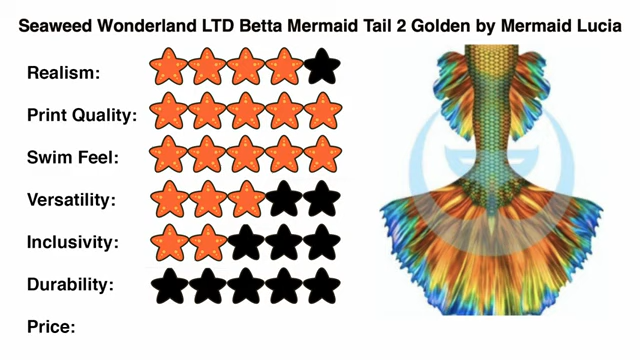 Seaweed Wonderland LTD Betta Mermaid Tail 2 Golden by Mermaid Lucia
Realism:
Print Quality:
Swim Feel:
Versatility:
Inclusivity:
Durability:
Price: